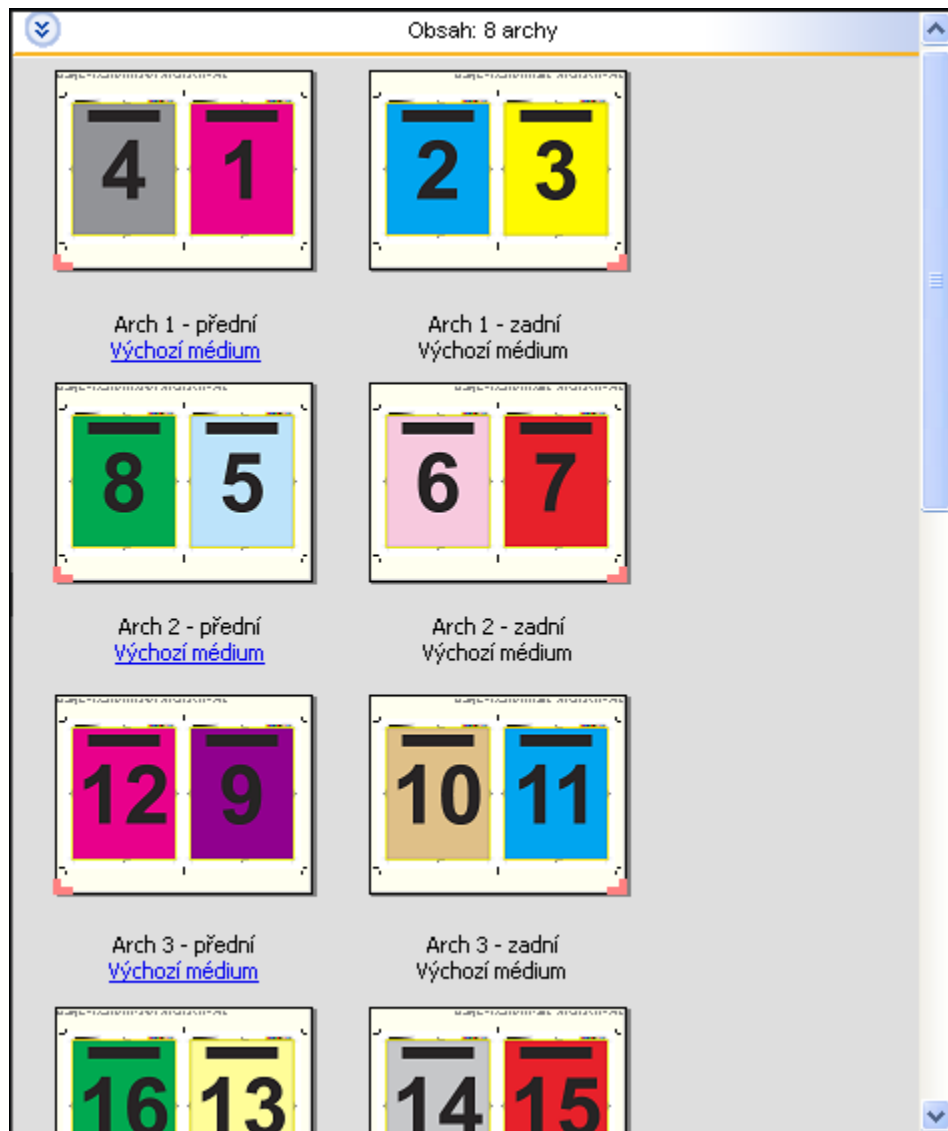 Obsah: 8 archy
4 1 2 3
Arch 1 - přední Arch 1 - zadní
Výchozí médium Výchozí médium
8 5 6 7
Arch 2 - přední Arch 2 - zadní
Výchozí médium Výchozí médium
12 9 10 11
Arch 3 - přední Arch 3 - zadní
Výchozí médium Výchozí médium
16 13 14 15